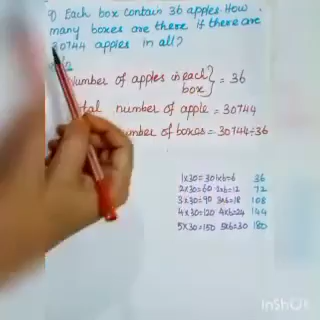 Q) Each box contain 36 apples. How
many boxes are there if there are
30744 apples in all?
Number of apples in each
box} = 36
total number of apple = 30744
number of boxes = 30744÷36
1x30=30 1x6=6 36
2x30=60 2x6=12 72
3x30=90 3x6=18 108
4x30=120 4x6=24 144
5x30=150 5x6=30 180
InShOt